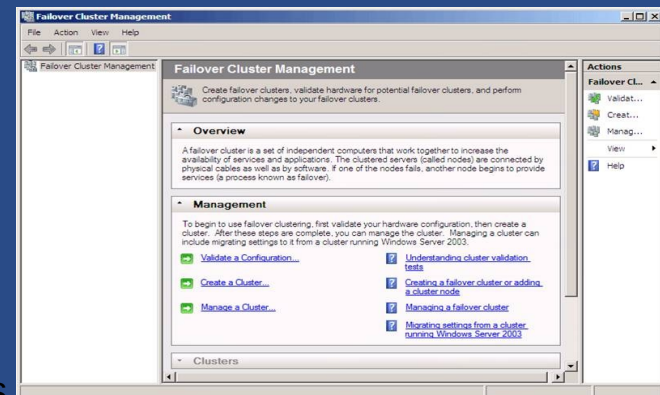 Failover Cluster Management
File Action View Help
Failover Cluster Management
Failover Cluster Management
Create failover clusters, validate hardware for potential failover clusters, and perform
configuration changes to your failover clusters.
Overview
A failover cluster is a set of independent computers that work together to increase the
availability of services and applications. The clustered servers (called nodes) are connected by
physical cables as well as by software. If one of the nodes fails, another node begins to provide
services (a process known as failover).
Management
To begin to use failover clustering, first validate your hardware configuration, then create a
cluster. After these steps are complete, you can manage the cluster. Managing a cluster can
include migrating settings to it from a cluster running Windows Server 2003.
Validate a Configuration...
Create a Cluster...
Manage a Cluster...
Understanding cluster validation
tests
Creating a failover cluster or adding
a cluster node
Managing a failover cluster
Migrating settings from a cluster
running Windows Server 2003
Clusters
Actions
Failover Cl...
Validat...
Creat...
Manag...
View
Help